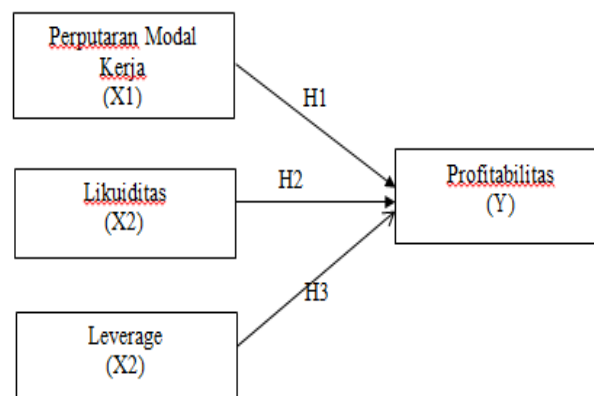 Perputaran Modal
Kerja
(X1)
H1
Likuiditas
(X2)
H2
Profitabilitas
(Y)
H3
Leverage
(X2)